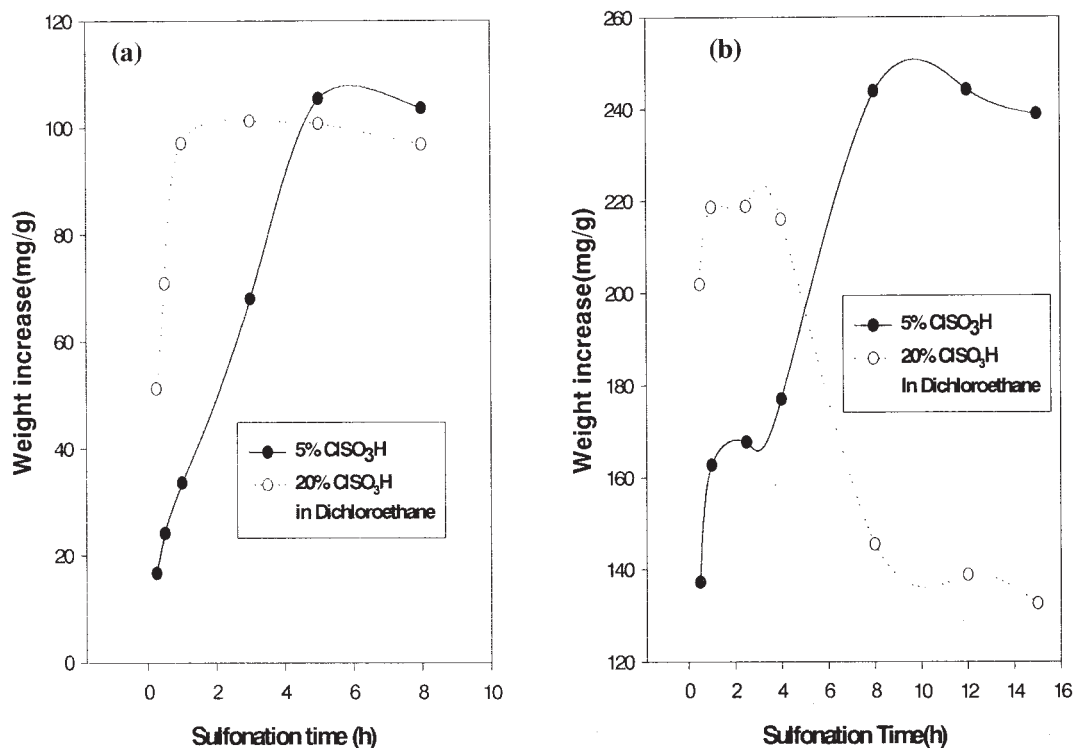 (a)
120
100
80
60
40
20
0
Weight increase(mg/g)
5% ClSO3H
20% ClSO3H
in Dichloroethane
0 2 4 6 8 10
Sulfonation time (h)
(b)
260
240
220
200
180
160
140
120
Weight increase(mg/g)
5% ClSO3H
20% ClSO3H
In Dichloroethane
0 2 4 6 8 10 12 14 16
Sulfonation Time(h)